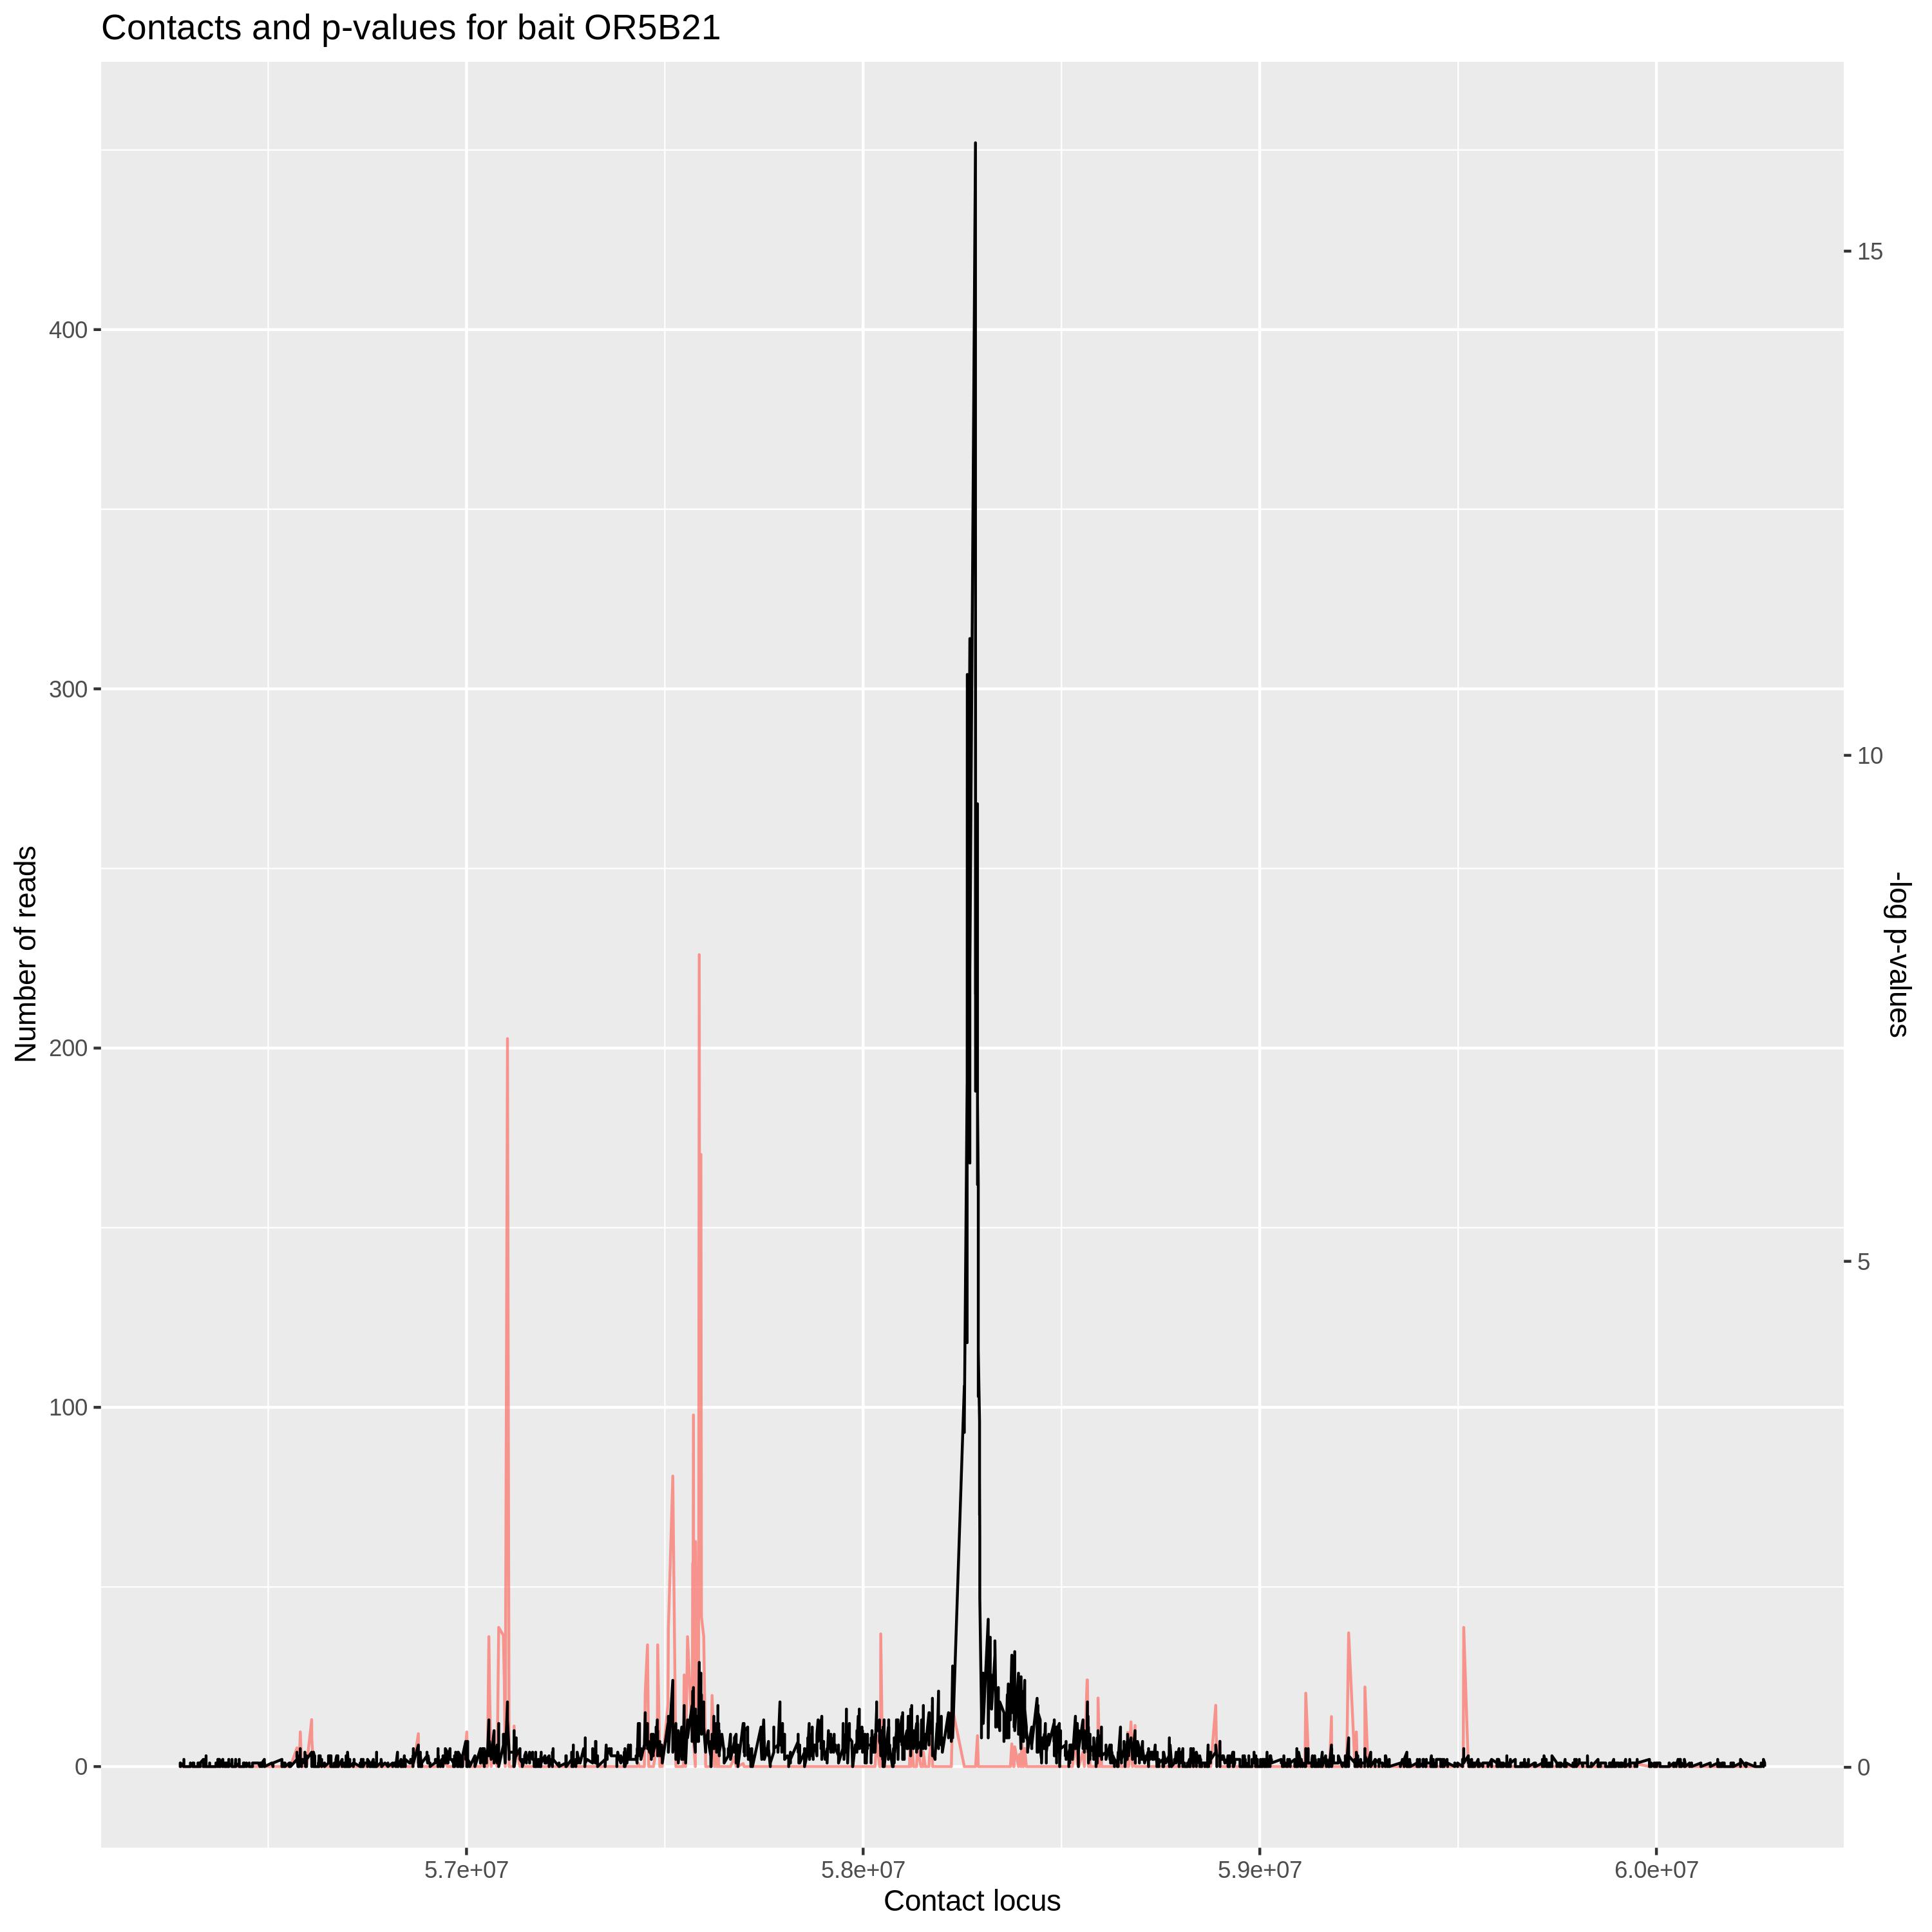 Contacts and p-values for bait OR5B21
400
300
200
100
0
Number of reads
15
10
5
0
-log p-values
5.7e+07
5.8e+07
5.9e+07
6.0e+07
Contact locus